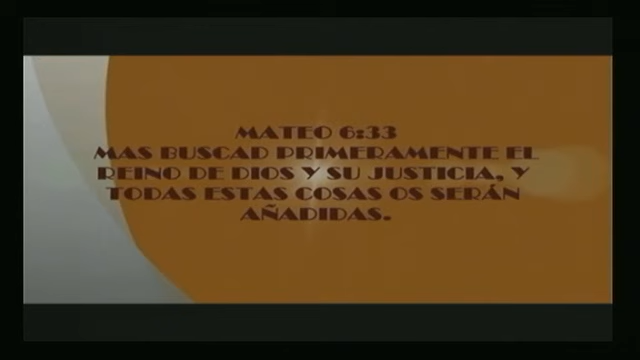 MATEO 6:33
MAS BUSCAD PRIMERAMENTE EL
REINO DE DIOS Y SU JUSTICIA, Y
TODAS ESTAS COSAS OS SERÁN
AÑADIDAS.